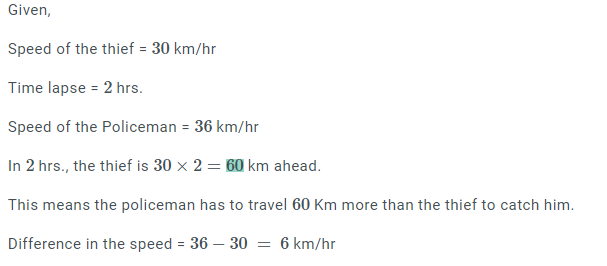 Given,
Speed of the thief = 30 km/hr
Time lapse = 2 hrs.
Speed of the Policeman = 36 km/hr
In 2 hrs., the thief is 30 × 2 = 60 km ahead.
This means the policeman has to travel 60 Km more than the thief to catch him.
Difference in the speed = 36 − 30 = 6 km/hr